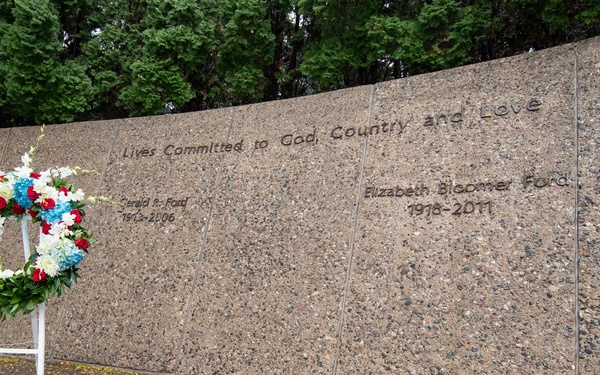 Lives Committed to God, Country and Love
Gerald R. Ford
1913-2006
Elizabeth Bloomer Ford
1918-2011